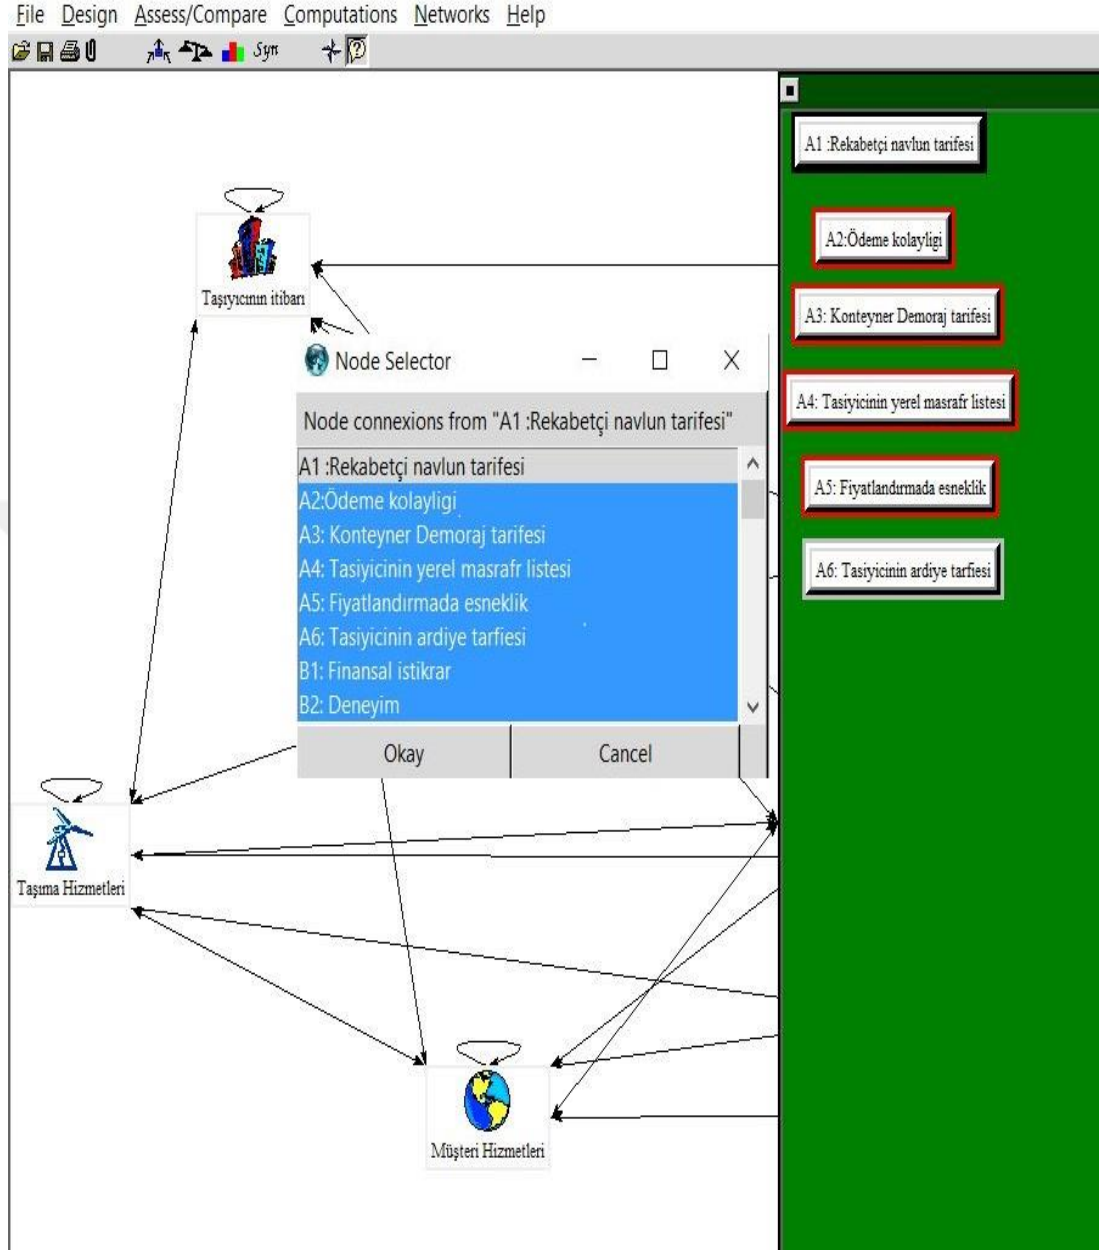 File Design Assess/Compare Computations Networks Help
Syn
A1 :Rekabetçi navlun tarifesi
A2:Ödeme kolayligi
A3: Konteyner Demoraj tarifesi
A4: Tasiyicinin yerel masrafr listesi
A5: Fiyatlandırmada esneklik
A6: Tasiyicinin ardiye tarfiesi
Taşıyıcının itibarı
Node Selector
Node connexions from "A1 :Rekabetçi navlun tarifesi"
A1 :Rekabetçi navlun tarifesi
A2:Ödeme kolayligi
A3: Konteyner Demoraj tarifesi
A4: Tasiyicinin yerel masrafr listesi
A5: Fiyatlandırmada esneklik
A6: Tasiyicinin ardiye tarfiesi
B1: Finansal istikrar
B2: Deneyim
Okay Cancel
Taşıma Hizmetleri
Müşteri Hizmetleri